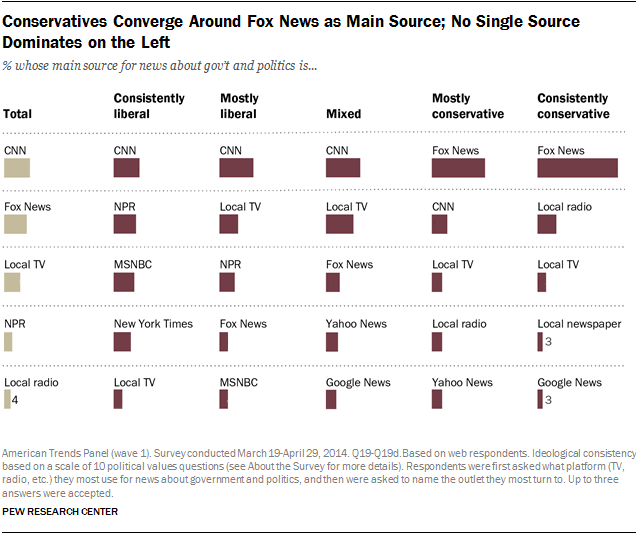 Conservatives Converge Around Fox News as Main Source; No Single Source
Dominates on the Left
% whose main source for news about gov't and politics is...
Total
Consistently liberal
Mostly liberal
Mixed
Mostly conservative
Consistently conservative
CNN CNN CNN CNN Fox News Fox News
Fox News NPR Local TV Local TV CNN Local radio
Local TV MSNBC NPR Fox News Local TV Local TV
NPR New York Times Fox News Yahoo News Local radio Local newspaper
3
Local radio Local TV MSNBC Google News Yahoo News Google News
4 3
American Trends Panel (wave 1). Survey conducted March 19-April 29, 2014. Q19-Q19d. Based on web respondents. Ideological consistency
based on a scale of 10 political values questions (see About the Survey for more details). Respondents were first asked what platform (TV,
radio, etc.) they most use for news about government and politics, and then were asked to name the outlet they most turn to. Up to three
answers were accepted.
PEW RESEARCH CENTER